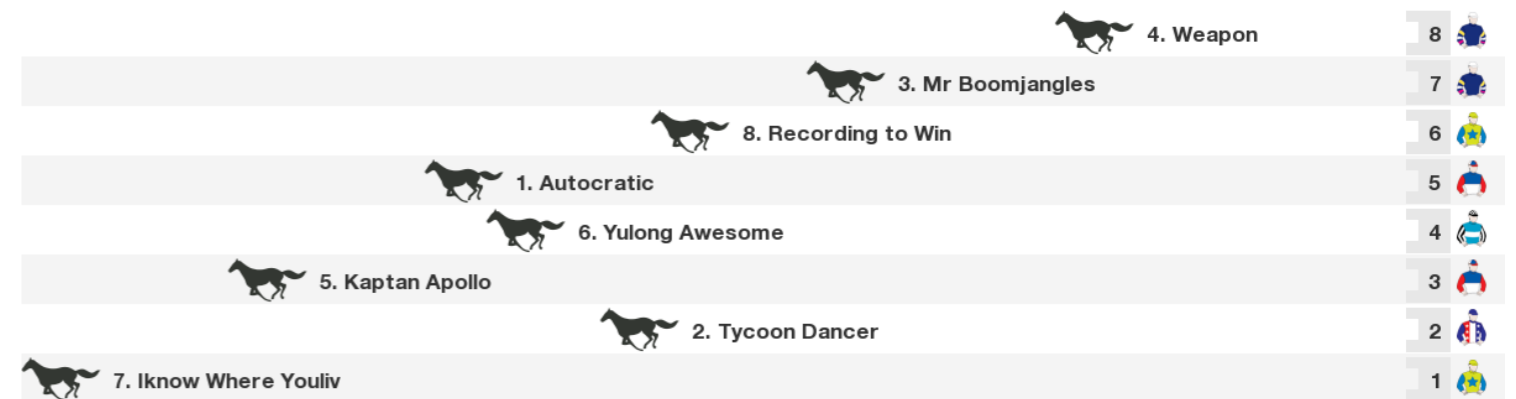 4. Weapon 8
3. Mr Boomjangles 7
8. Recording to Win 6
1. Autocratic 5
6. Yulong Awesome 4
5. Kaptan Apollo 3
2. Tycoon Dancer 2
7. Iknow Where Youliv 1